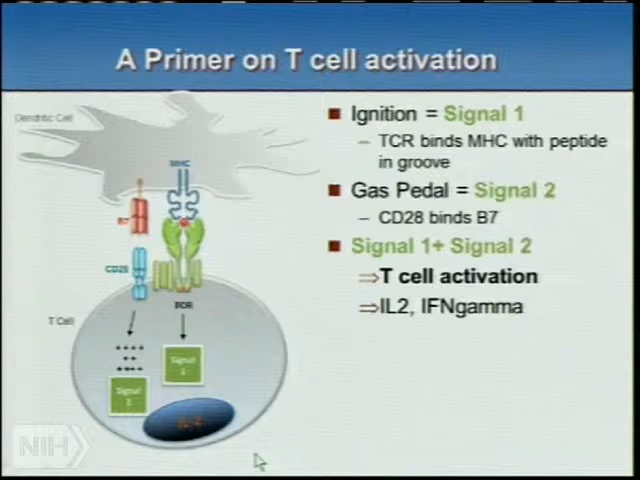 A Primer on T cell activation
Dendritic Cell
MHC
B7
CD28
TCR
T Cell
Signal
1
Signal
NIH
■ Ignition = Signal 1
– TCR binds MHC with peptide
in groove
■ Gas Pedal = Signal 2
– CD28 binds B7
■ Signal 1+ Signal 2
⇒T cell activation
⇒IL2, IFNgamma